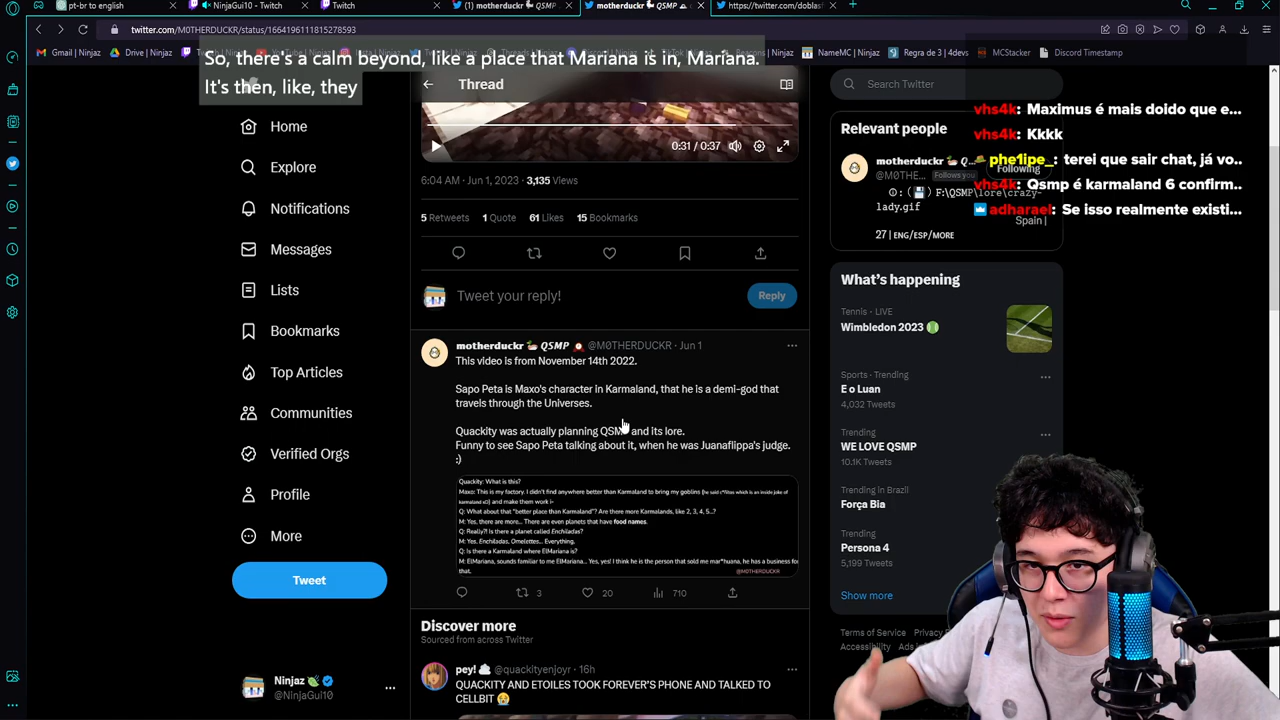 pt-br to english
NinjaGui10 - Twitch
Twitch
(1) motherduckr
QSMP
motherduckr
QSMP
https://twitter.com/doblas
twitter.com/M0THERDUCKR/status/1664196111815278593
Gmail | Ninjaz
Drive | Ninjaz
NameMC | Ninjaz
Regra de 3 | 4devs
MCStacker
Discord Timestamp
So, there's a calm beyond, like a place that Mariana is in, Mariana.
It's then, like, they
Thread
0:31 / 0:37
6:04 AM · Jun 1, 2023 · 3,135 Views
5 Retweets 1 Quote 61 Likes 15 Bookmarks
Tweet your reply!
Reply
motherduckr QSMP @M0THERDUCKR · Jun 1
This video is from November 14th 2022.
Sapo Peta is Maxo's character in Karmaland, that he is a demi-god that
travels through the Universes.
Quackity was actually planning QSM and its lore.
Funny to see Sapo Peta talking about it, when he was Juanaflippa's judge.
:)
Quackity: What is this?
Maxo: This is my factory. I didn't find anywhere better than Karmaland to bring my goblins (he said c*litos which is an inside joke of
karmaland xD) and make them work i-
Q: What about that "better place than Karmaland"? Are there more Karmalands, like 2, 3, 4, 5..?
M: Yes, there are more... There are even planets that have food names.
Q: Really?! Is there a planet called Enchiladas?
M: Yes, Enchiladas, Omelettes... Everything.
Q: Is there a Karmaland where ElMariana is?
M: ElMariana, sounds familiar to me ElMariana... Yes, yes! I think he is the person that sold me mar*huana, he has a business for
that.
@M0THERDUCKR
3
20
710
Discover more
Sourced from across Twitter
pey! @quackityenjoyr · 16h
QUACKITY AND ETOILES TOOK FOREVER'S PHONE AND TALKED TO
CELLBIT
Home
Explore
Notifications
Messages
Lists
Bookmarks
Top Articles
Communities
Verified Orgs
Profile
More
Tweet
Ninjaz
@NinjaGui10
Search Twitter
Relevant people
motherduckr Q...
@M0THE... Follows you
Following
F:\QSMP\lore\crazy-
lady.gif
Spain |
27 | ENG/ESP/MORE
vhs4k: Maximus é mais doido que e...
vhs4k: Kkkk
phe1ipe_: terei que sair chat, já vo..
vhs4k: Qsmp é karmaland 6 confirm..
adharaei: Se isso realmente existi...
What's happening
Tennis · LIVE
Wimbledon 2023
Sports · Trending
E o Luan
4,032 Tweets
Trending
WE LOVE QSMP
10.1K Tweets
Trending in Brazil
Força Bia
Trending
Persona 4
5,199 Tweets
Show more
Terms of Service Privacy
Accessibility Ads